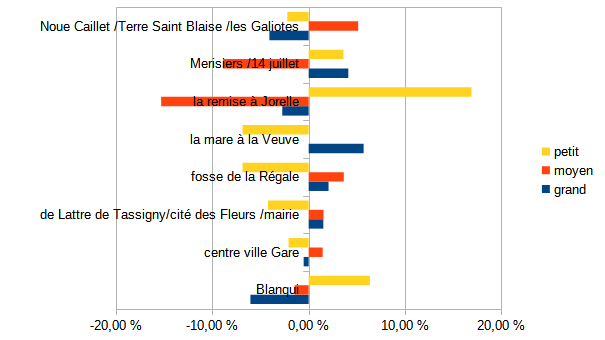 Noue Caillet /Terre Saint Blaise /les Galiotes
Merisiers /14 juillet
la remise à Jorelle
la mare à la Veuve
fosse de la Régale
de Lattre de Tassigny/cité des Fleurs /mairie
centre ville Gare
Blanqui
petit
moyen
grand
-20,00 % -10,00 % 0,00 % 10,00 % 20,00 %